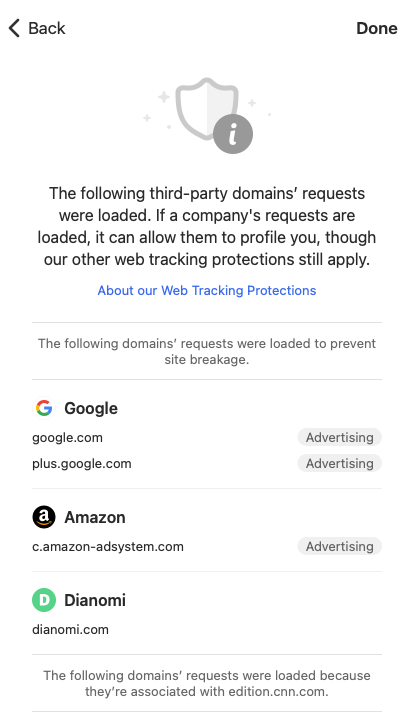 Back
Done
The following third-party domains’ requests
were loaded. If a company's requests are
loaded, it can allow them to profile you, though
our other web tracking protections still apply.
About our Web Tracking Protections
The following domains’ requests were loaded to prevent
site breakage.
Google
google.com Advertising
plus.google.com Advertising
a Amazon
c.amazon-adsystem.com Advertising
D Dianomi
dianomi.com
The following domains’ requests were loaded because
they’re associated with edition.cnn.com.